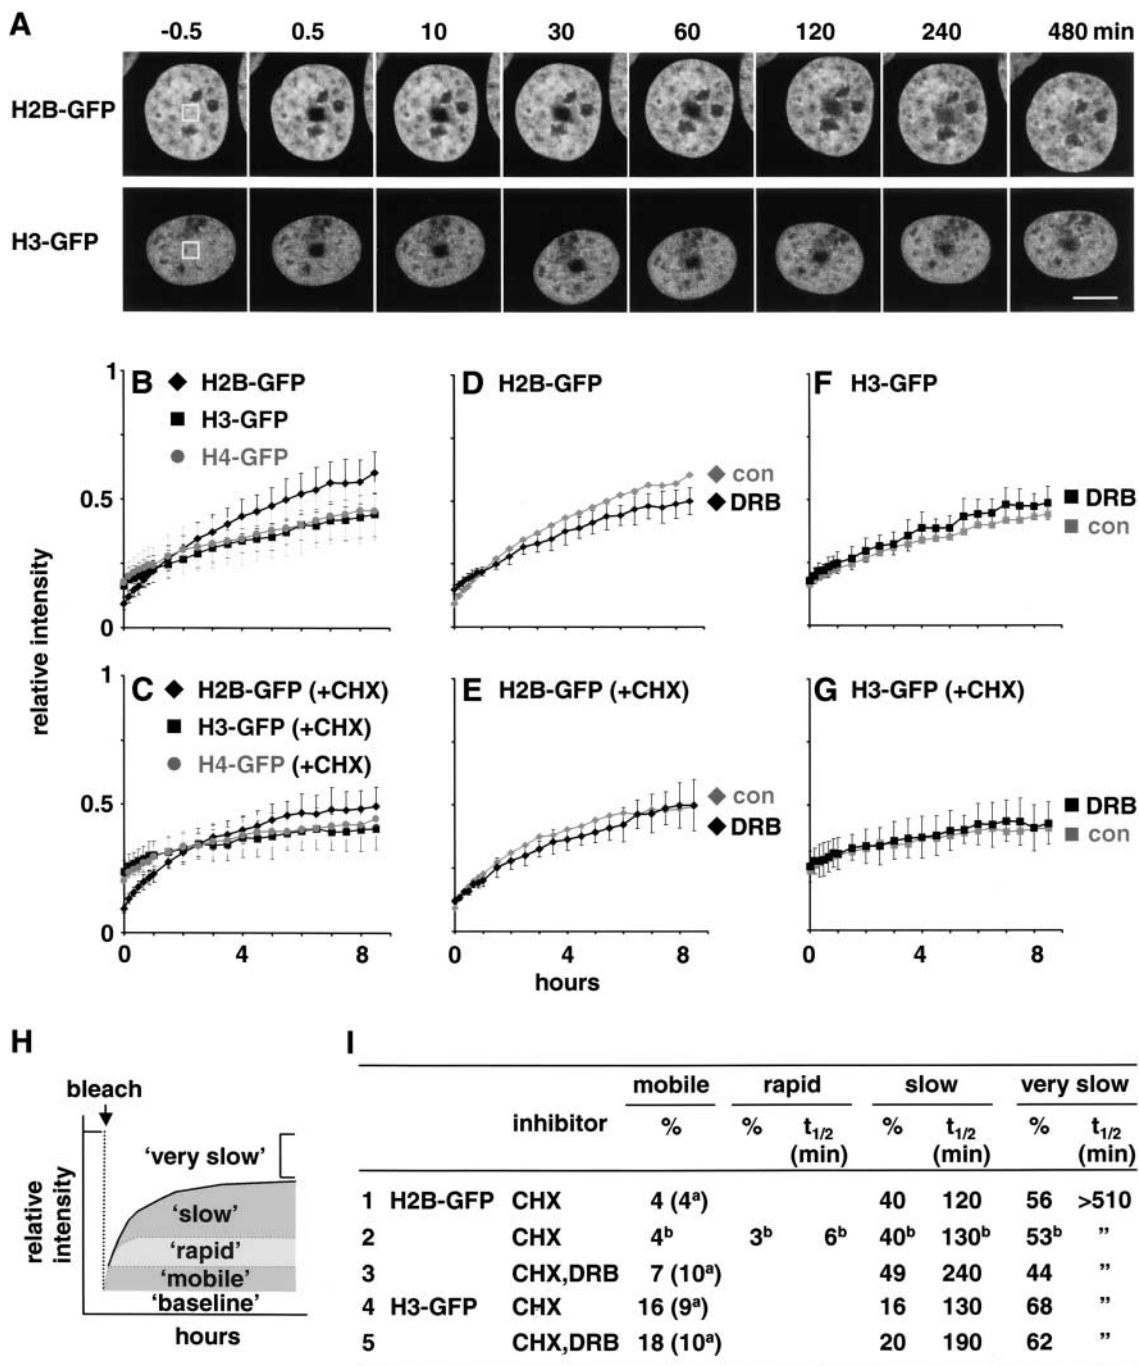 A
-0.5 0.5 10 30 60 120 240 480 min
H2B-GFP
H3-GFP
B
H2B-GFP
H3-GFP
H4-GFP
1
0.5
0
D H2B-GFP
con
DRB
F H3-GFP
DRB
con
relative intensity
C
H2B-GFP (+CHX)
H3-GFP (+CHX)
H4-GFP (+CHX)
1
0.5
0
0 4 8
E H2B-GFP (+CHX)
con
DRB
0 4 8
hours
G H3-GFP (+CHX)
DRB
con
0 4 8
H
bleach
relative
intensity
'very slow'
'slow'
'rapid'
'mobile'
'baseline'
hours
I
mobile rapid slow very slow
inhibitor % % t1/2 % t1/2 % t1/2
(min) (min) (min)
1 H2B-GFP CHX 4 (4a) 40 120 56 >510
2 CHX 4b 3b 6b 40b 130b 53b ”
3 CHX,DRB 7 (10a) 49 240 44 ”
4 H3-GFP CHX 16 (9a) 16 130 68 ”
5 CHX,DRB 18 (10a) 20 190 62 ”